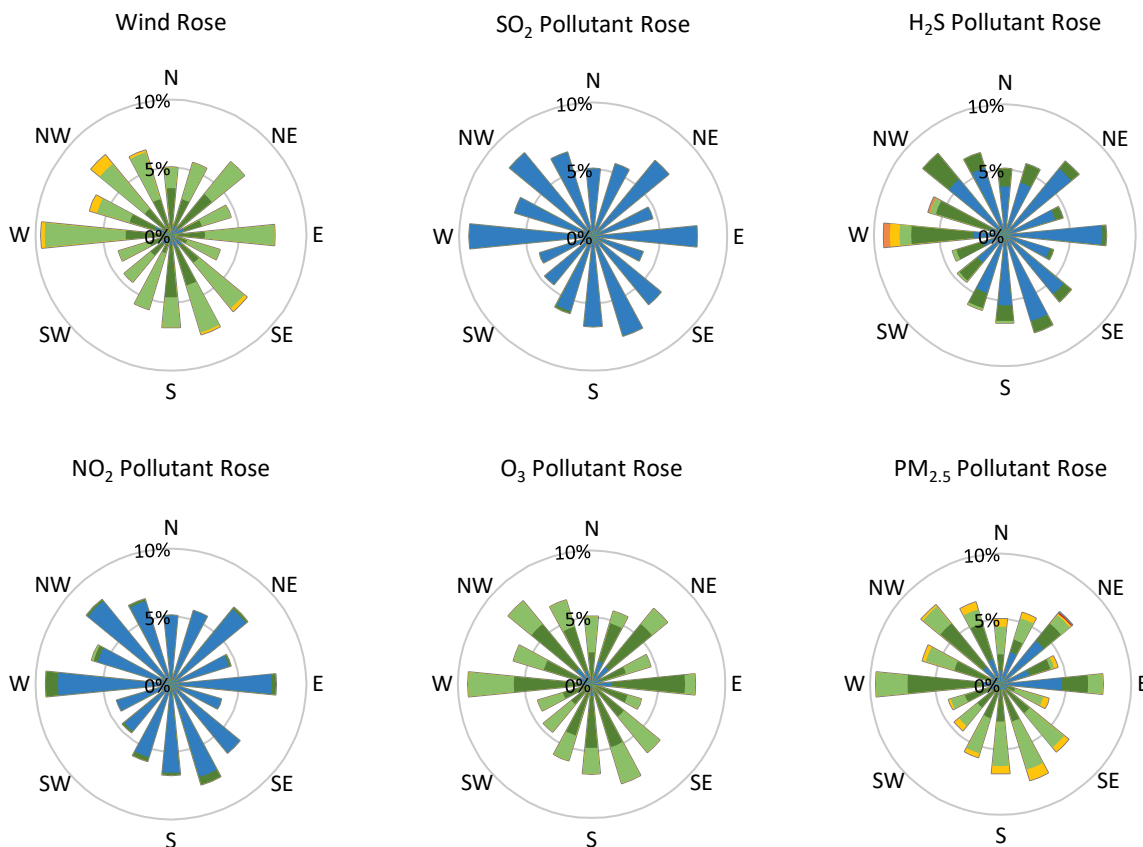 Wind Rose
N
10%
NW
NE
5%
W
0%
E
SW
SE
S
SO₂ Pollutant Rose
N
10%
NW
NE
5%
W
0%
E
SW
SE
S
H₂S Pollutant Rose
N
10%
NW
NE
5%
W
0%
E
SW
SE
S
NO₂ Pollutant Rose
N
10%
NW
NE
5%
W
0%
E
SW
SE
S
O₃ Pollutant Rose
N
10%
NW
NE
5%
W
0%
E
SW
SE
S
PM₂.₅ Pollutant Rose
N
10%
NW
NE
5%
W
0%
E
SW
SE
S